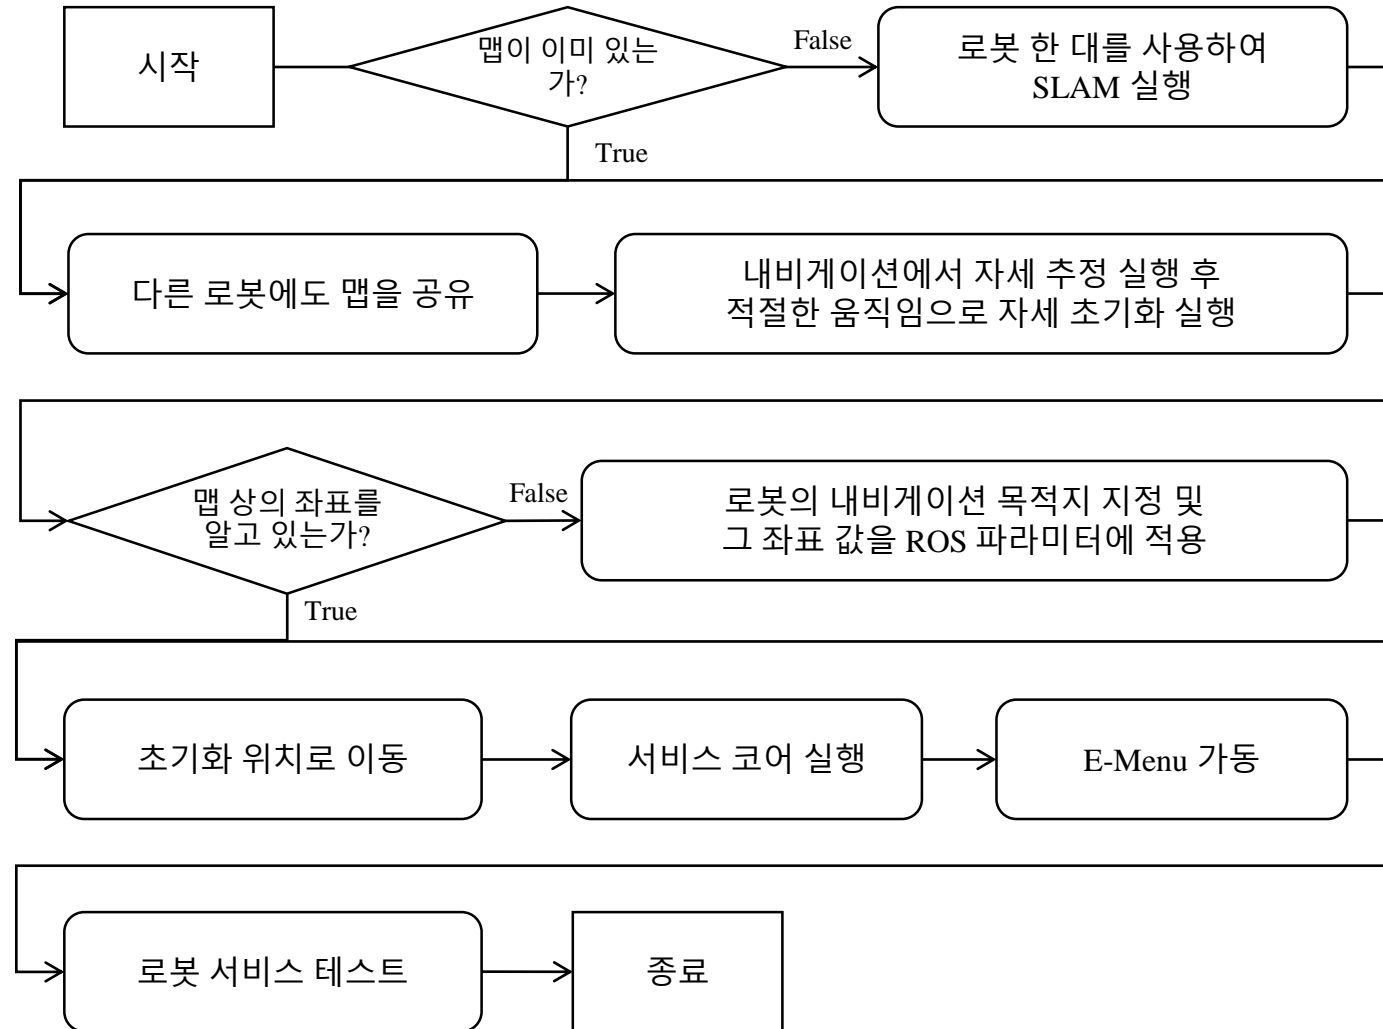 시작
맵이 이미 있는
가?
False
로봇 한 대를 사용하여
SLAM 실행
True
다른 로봇에도 맵을 공유
내비게이션에서 자세 추정 실행 후
적절한 움직임으로 자세 초기화 실행
맵 상의 좌표를
알고 있는가?
False
로봇의 내비게이션 목적지 지정 및
그 좌표 값을 ROS 파라미터에 적용
True
초기화 위치로 이동
서비스 코어 실행
E-Menu 가동
로봇 서비스 테스트
종료